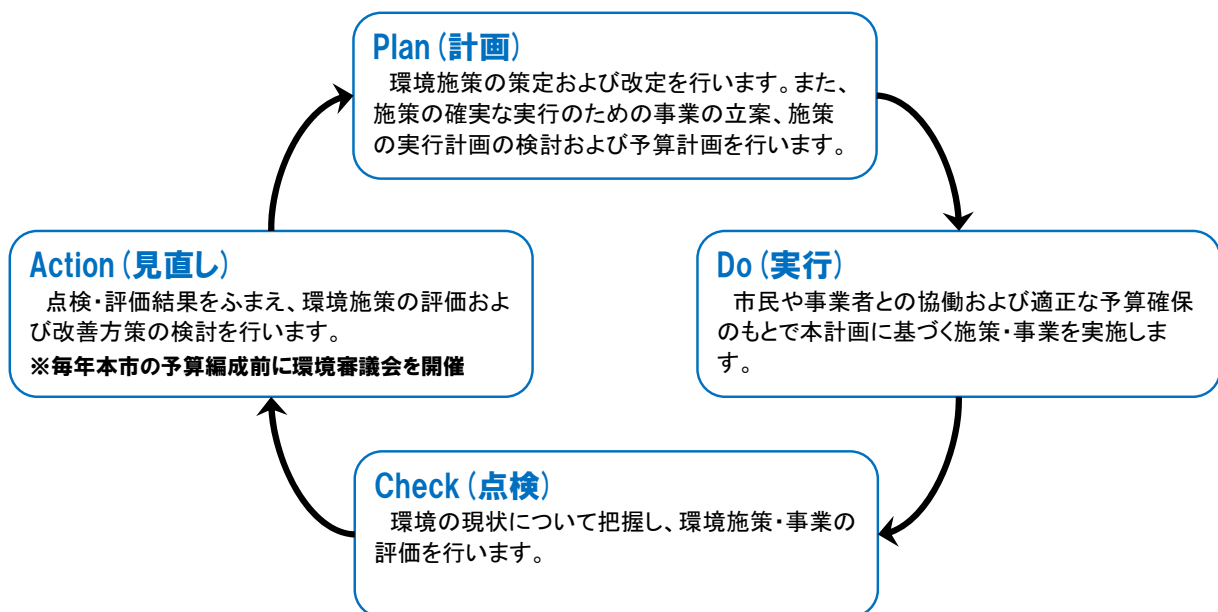 Plan(計画)
環境施策の策定および改定を行います。また、
施策の確実な実行のための事業の立案、施策
の実行計画の検討および予算計画を行います。
Do(実行)
市民や事業者との協働および適正な予算確保
のもとで本計画に基づく施策・事業を実施しま
す。
Check(点検)
環境の現状について把握し、環境施策・事業の
評価を行います。
Action(見直し)
点検・評価結果をふまえ、環境施策の評価およ
び改善方策の検討を行います。
※毎年本市の予算編成前に環境審議会を開催